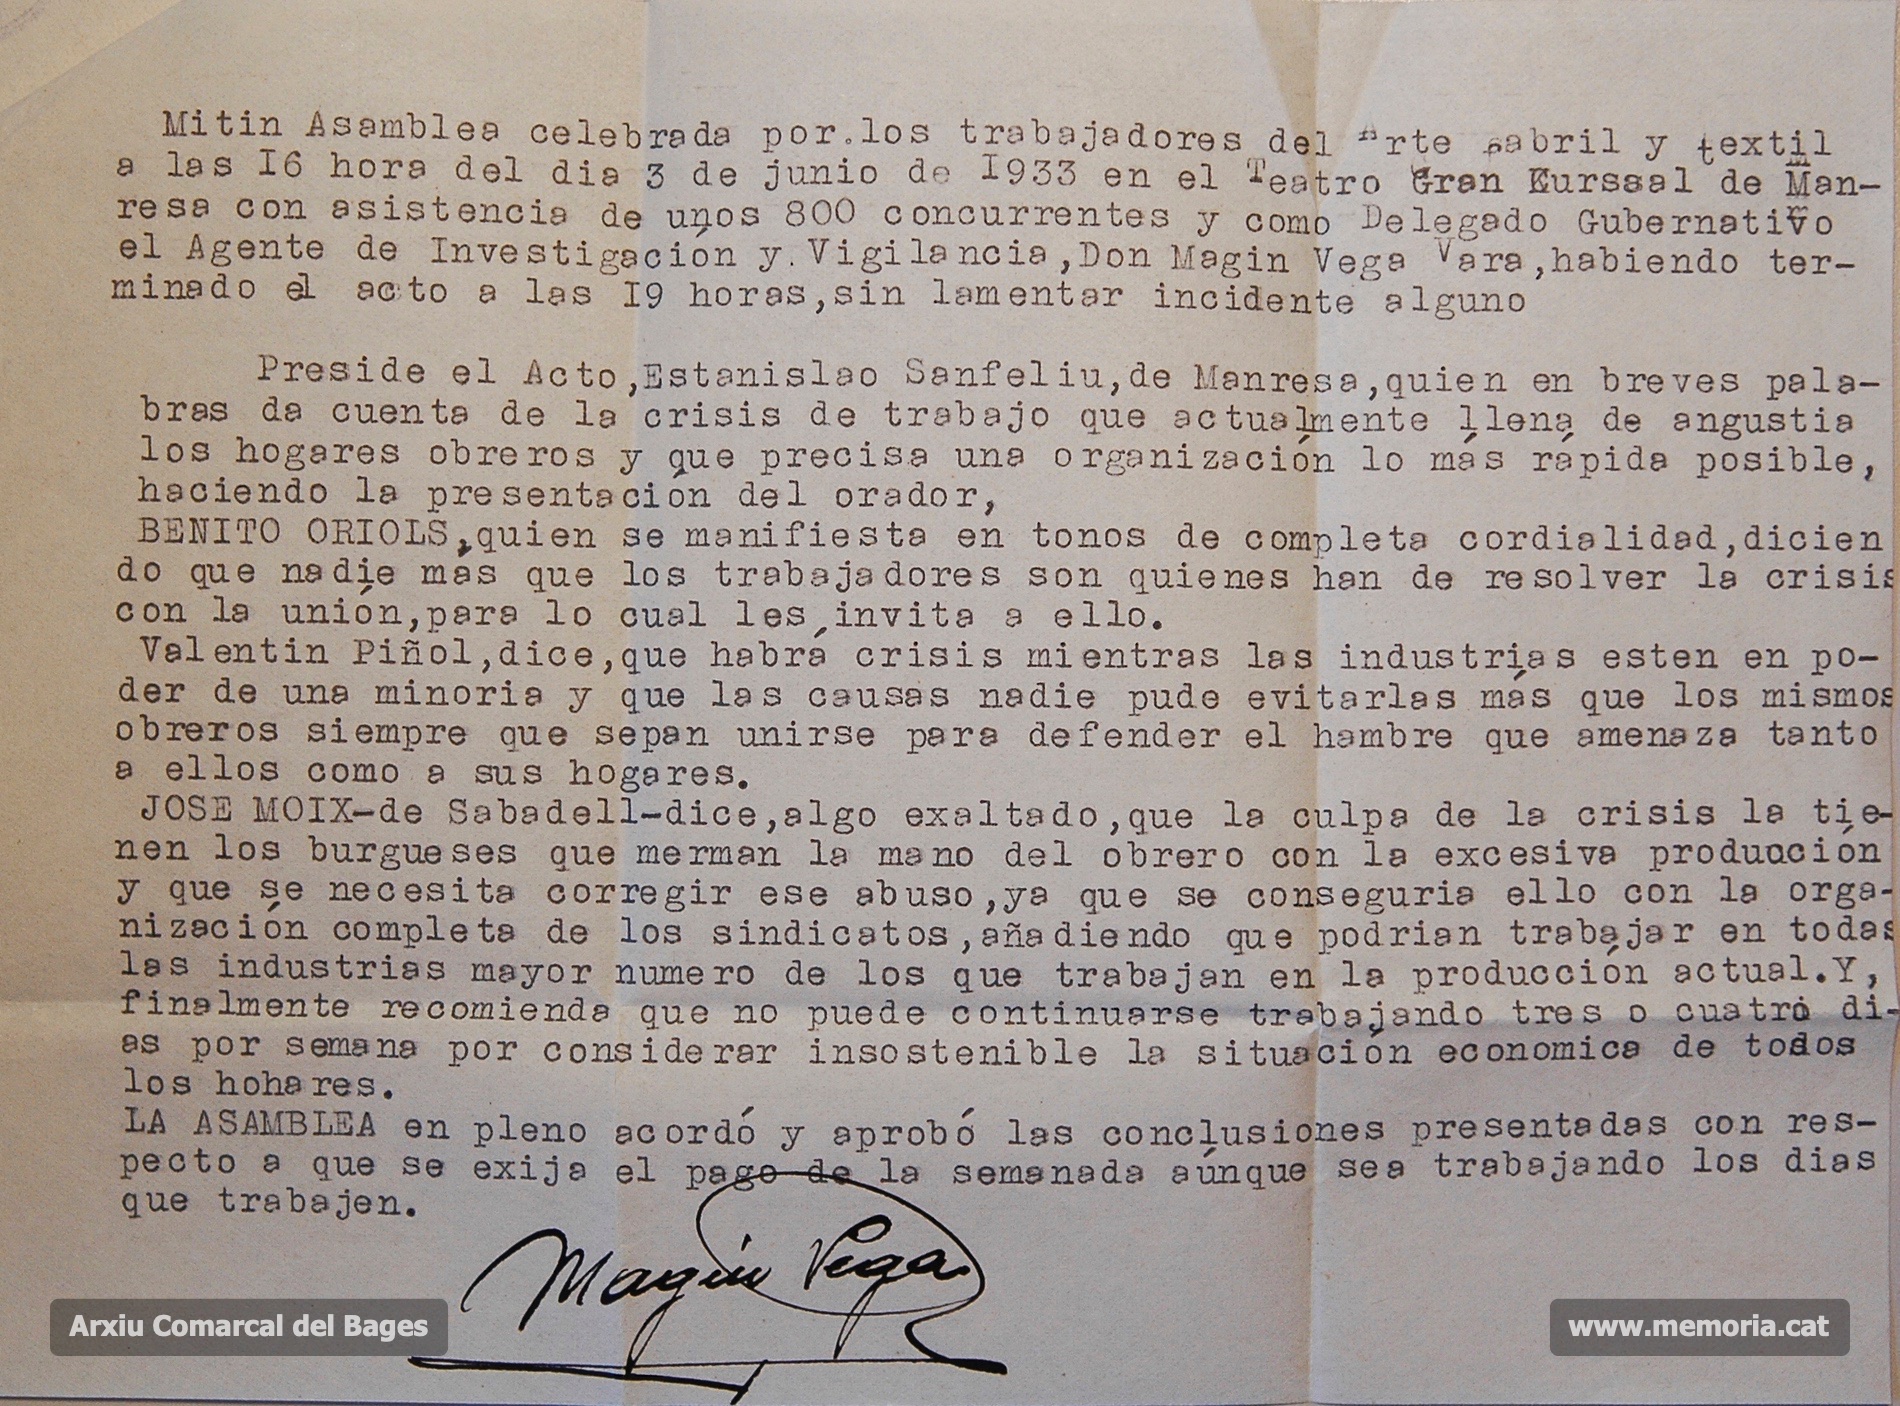 Mitin Asamblea celebrada por.los trabajadores del Arte Fabril y textil
a las I6 hora del dia 3 de junio de I933 en el Teatro Gran Kurssal de Man-
resa con asistencia de unos 800 concurrentes y como Delegado Gubernativo
el Agente de Investigación y.Vigilancia,Don Magin Vega Vara,habiendo ter-
minado el acto a las I9 horas,sin lamentar incidente alguno
Preside el Acto,Estanislao Sanfeliu,de Manresa,quien en breves pala-
bras da cuenta de la crisis de trabajo que actualmente llena de angustia
los hogares obreros y que precisa una organización lo más rápida posible,
haciendo la presentación del orador,
BENITO ORIOLS,quien se manifiesta en tonos de completa cordialidad,dicien
do que nadie mas que los trabajadores son quienes han de resolver la crisis
con la unión,para lo cual les invita a ello.
Valentin Piñol,dice,que habrá crisis mientras las industrias esten en po-
der de una minoria y que las causas nadie pude evitarlas más que los mismos
obreros siempre que sepan unirse para defender el hambre que amenaza tanto
a ellos como a sus hogares.
JOSE MOIX-de Sabadell-dice,algo exaltado,que la culpa de la crisis la tie-
nen los burgueses que merman la mano del obrero con la excesiva producción
y que se necesita corregir ese abuso,ya que se conseguria ello con la orga-
nización completa de los sindicatos,añadiendo que podrian trabajar en todas
las industrias mayor numero de los que trabajan en la producción actual.Y,
finalmente recomienda que no puede continuarse trabajando tres o cuatro di-
as por semana por considerar insostenible la situación economica de todos
los hohares.
LA ASAMBLEA en pleno acordó y aprobó las conclusiones presentadas con res-
pecto a que se exija el pago de la semanada aúnque sea trabajando los dias
que trabajen.
Magin Vega
Arxiu Comarcal del Bages
www.memoria.cat